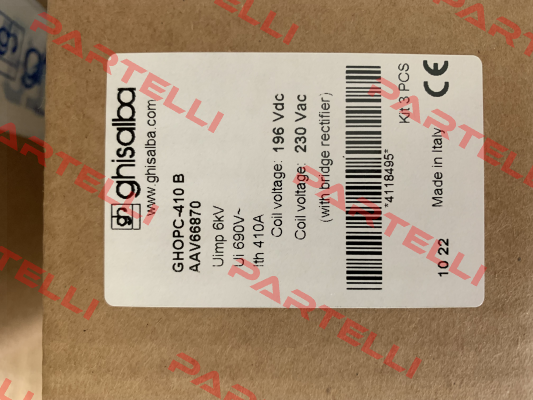 ghisalba
www.ghisalba.com
GHOPC-410 B
AAV66870
Uimp 6kV
Ui 690V~
Ith 410A
Coil voltage: 196 Vdc
Coil voltage: 230 Vac
(with bridge rectifier)
*4118495*
Kit 3 PCS
CE
10 22
Made in Italy
PARTELLI
PARTELLI
PARTELLI
PARTELLI
PARTELLI
PARTELLI